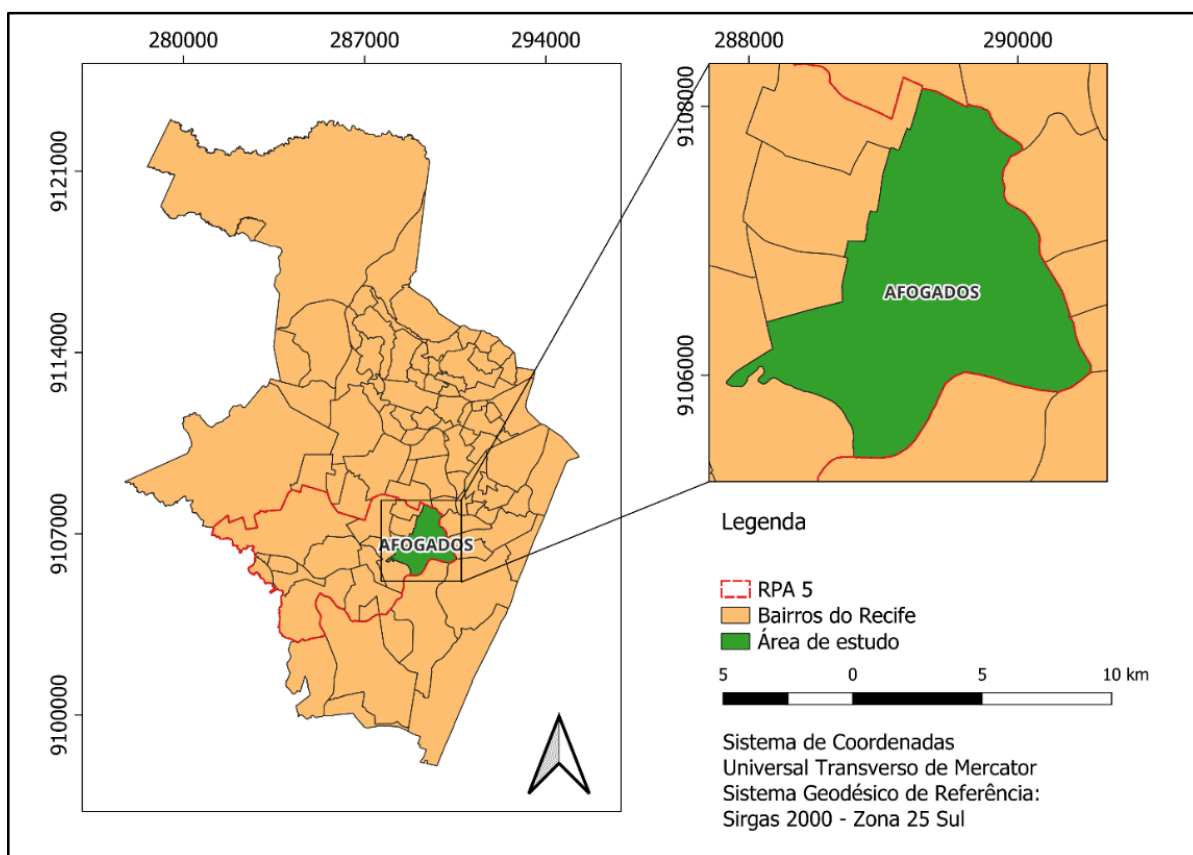 280000 287000 294000
9121000
9114000
9107000
9100000
AFOGADOS
288000 290000
9108000
9106000
AFOGADOS
Legenda
RPA 5
Bairros do Recife
Área de estudo
5 0 5 10 km
Sistema de Coordenadas
Universal Transverso de Mercator
Sistema Geodésico de Referência:
Sirgas 2000 - Zona 25 Sul